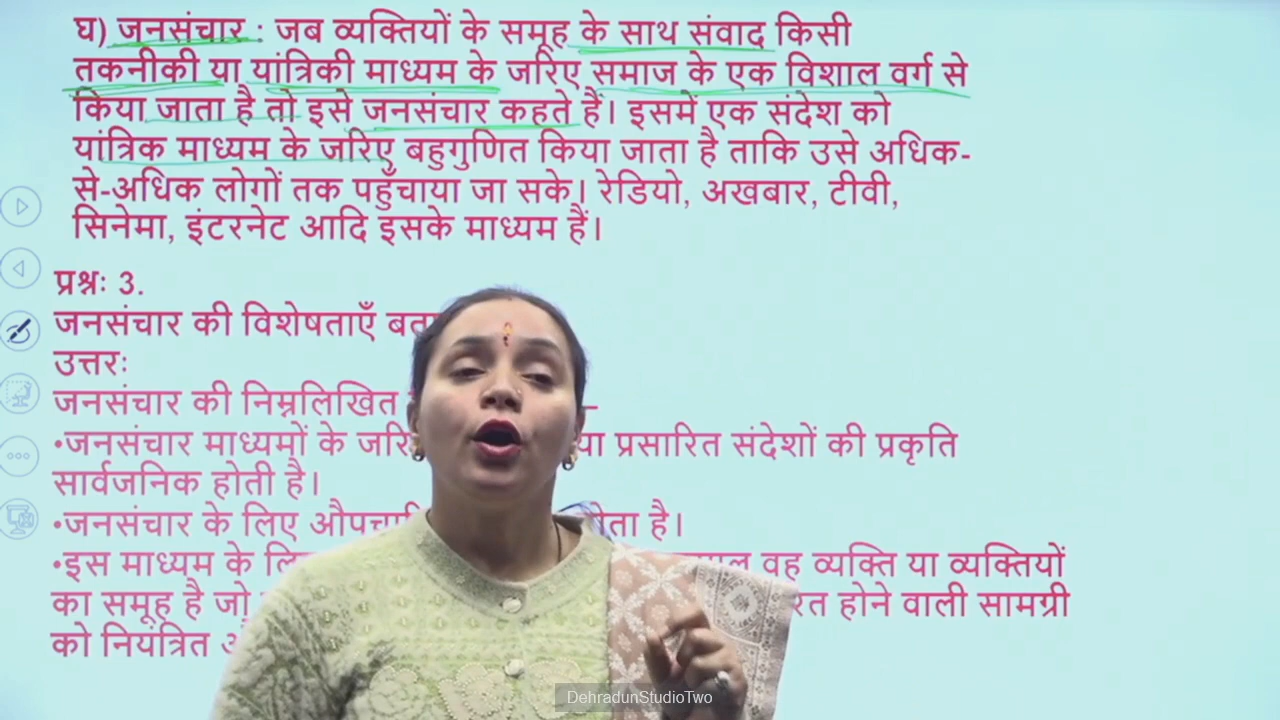 घ) जनसंचार : जब व्यक्तियों के समूह के साथ संवाद किसी
तकनीकी या यांत्रिकी माध्यम के जरिए समाज के एक विशाल वर्ग से
किया जाता है तो इसे जनसंचार कहते हैं। इसमें एक संदेश को
यांत्रिक माध्यम के जरिए बहुगुणित किया जाता है ताकि उसे अधिक-
से-अधिक लोगों तक पहुँचाया जा सके। रेडियो, अखबार, टीवी,
सिनेमा, इंटरनेट आदि इसके माध्यम हैं।
प्रश्नः 3.
जनसंचार की विशेषताएँ
उत्तरः
जनसंचार की निम्नलिखित
•जनसंचार माध्यमों के प्रसारित संदेशों की प्रकृति
सार्वजनिक होती है।
•जनसंचार के लिए है।
•इस माध्यम के वह व्यक्ति या व्यक्तियों
का समूह है जो होने वाली सामग्री
को नियंत्रित
DehradunStudioTwo